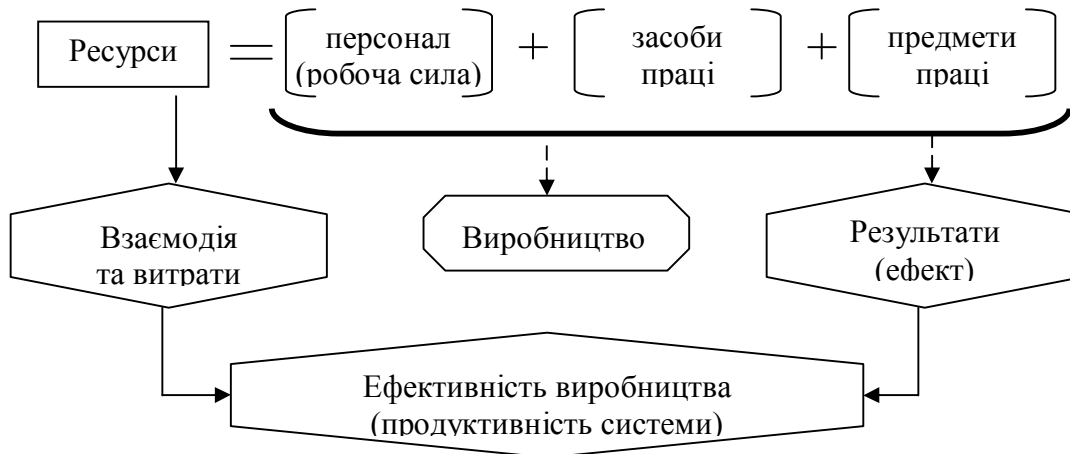 Ресурси
=
персонал
(робоча сила)
+
засоби
праці
+
предмети
праці
Взаємодія
та витрати
Виробництво
Результати
(ефект)
Ефективність виробництва
(продуктивність системи)